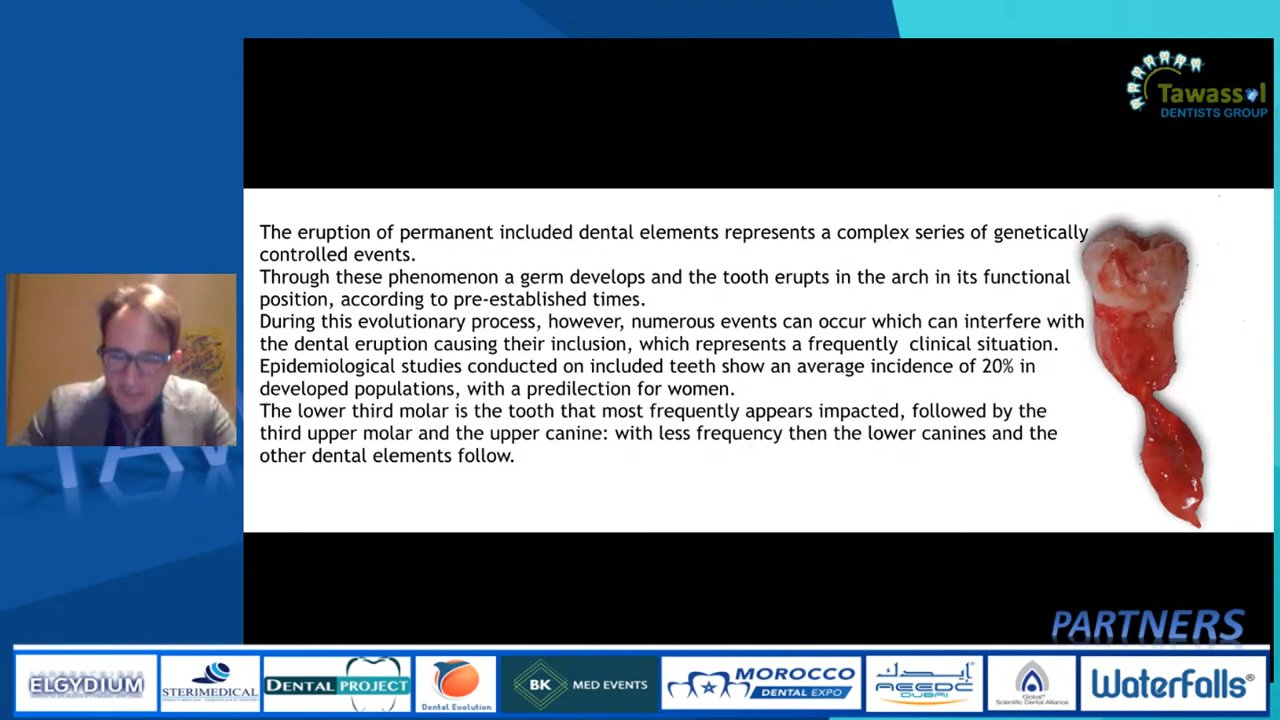 Tawassol
DENTISTS GROUP
The eruption of permanent included dental elements represents a complex series of genetically
controlled events.
Through these phenomenon a germ develops and the tooth erupts in the arch in its functional
position, according to pre-established times.
During this evolutionary process, however, numerous events can occur which can interfere with
the dental eruption causing their inclusion, which represents a frequently clinical situation.
Epidemiological studies conducted on included teeth show an average incidence of 20% in
developed populations, with a predilection for women.
The lower third molar is the tooth that most frequently appears impacted, followed by the
third upper molar and the upper canine: with less frequency then the lower canines and the
other dental elements follow.
PARTNERS
ELGYDIUM
STERIMEDICAL
DENTAL PROJECT
Dental Evolution
BK MED EVENTS
MOROCCO
DENTAL EXPO
إيدك
AEEDC
DUBAI
Global
Scientific Dental Alliance
WaterFalls®